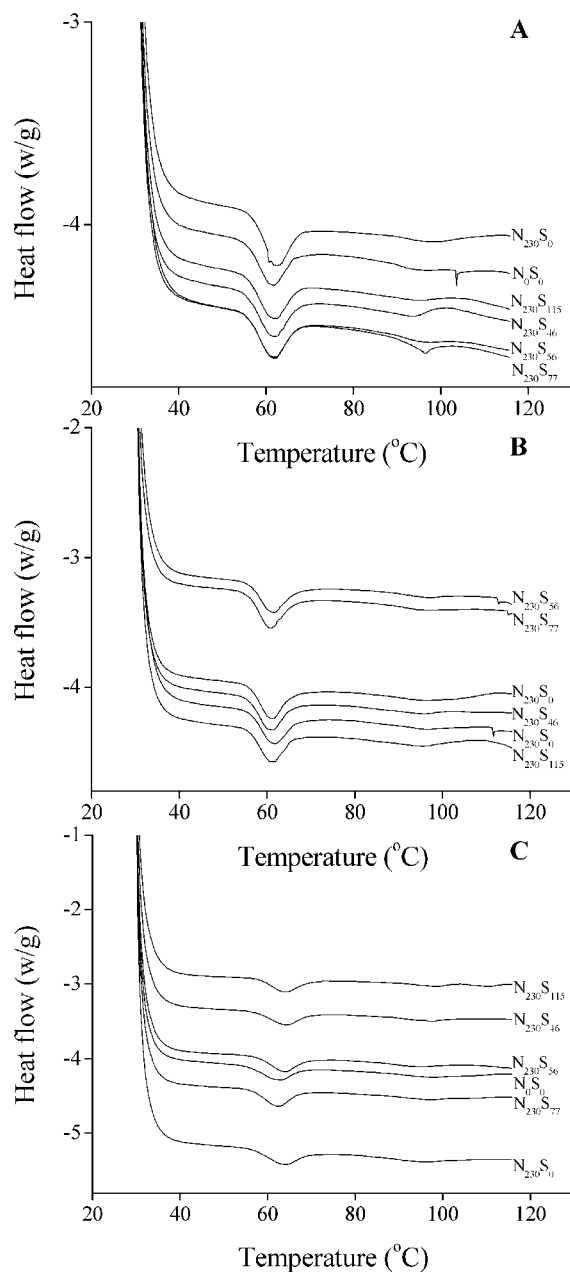 A
-3
-4
Heat flow (w/g)
N230S0
N0S0
N230S115
N230S46
N230S56
N230S77
20 40 60 80 100 120
Temperature (°C)
B
-2
-3
-4
Heat flow (w/g)
N230S56
N230S77
N230S0
N230S46
N230S0
N230S115
20 40 60 80 100 120
Temperature (°C)
C
-1
-2
-3
-4
-5
Heat flow (w/g)
N230S115
N230S46
N230S56
N0S0
N230S77
N230S0
20 40 60 80 100 120
Temperature (°C)